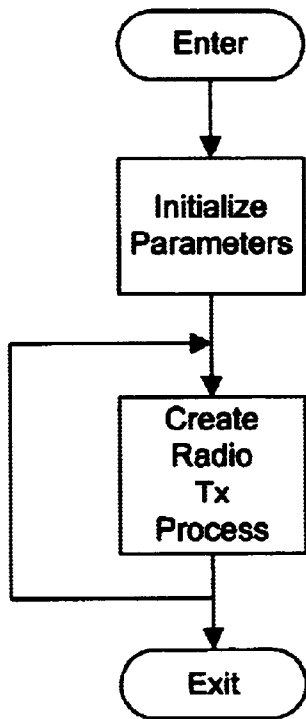 Enter
Initialize
Parameters
Create
Radio
Tx
Process
Exit